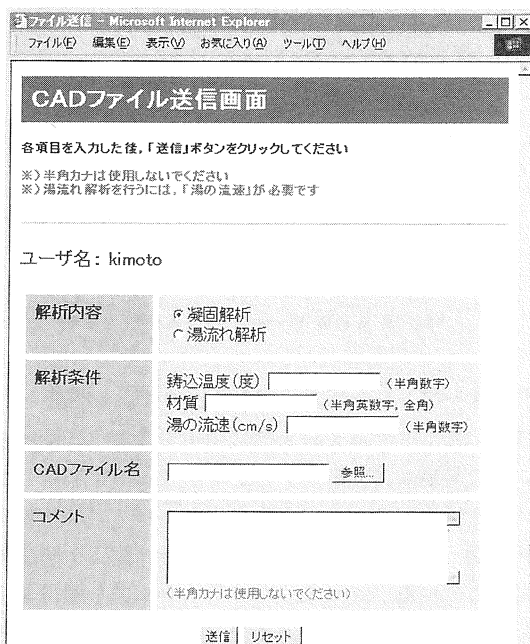 ファイル送信 - Microsoft Internet Explorer
ファイル(F) 編集(E) 表示(V) お気に入り(A) ツール(T) ヘルプ(H)
CADファイル送信画面
各項目を入力した後，「送信」ボタンをクリックしてください
※）半角カナは使用しないでください
※）湯流れ解析を行うには，「湯の流速」が必要です
ユーザ名： kimoto
解析内容
凝固解析
湯流れ解析
解析条件
鋳込温度(度) （半角数字）
材質 （半角英数字，全角）
湯の流速(cm/s) （半角数字）
CADファイル名 参照...
コメント
（半角カナは使用しないでください）
送信 リセット